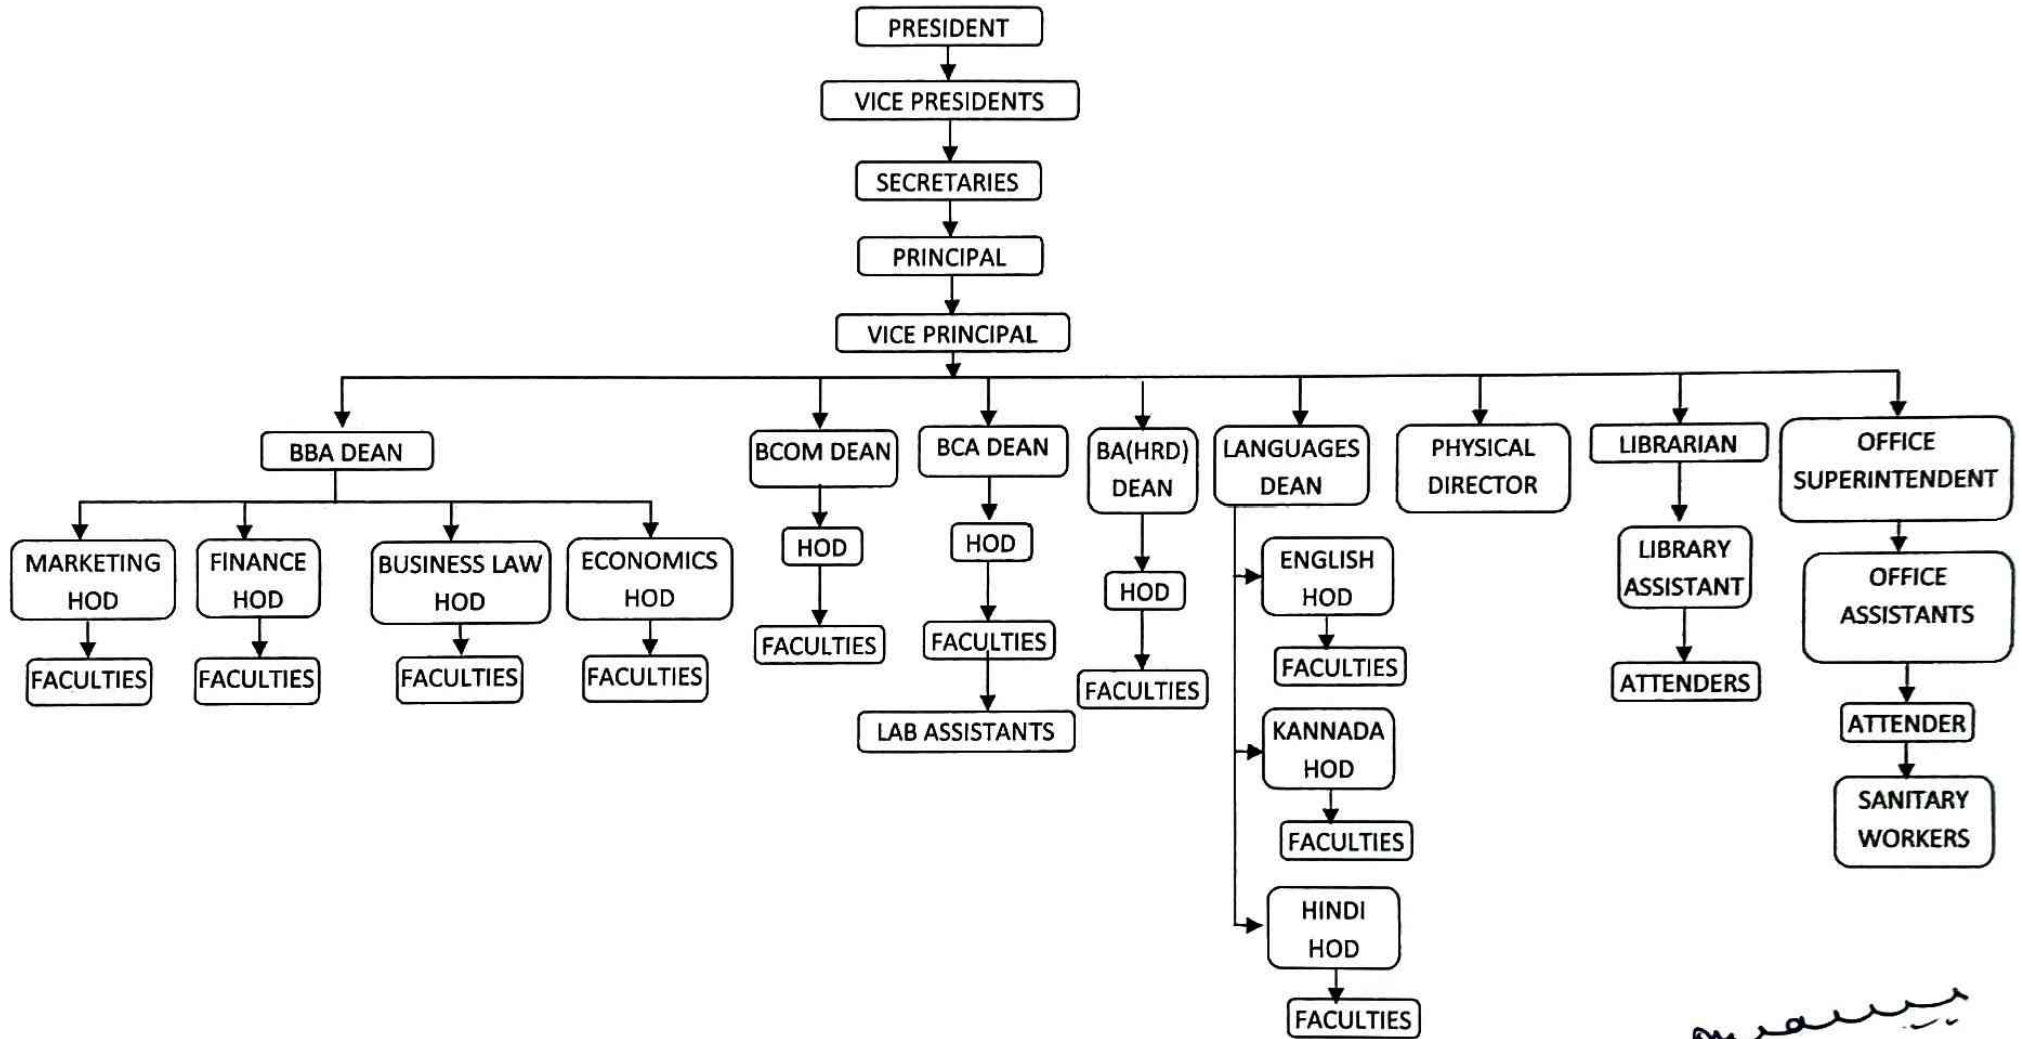 PRESIDENT
VICE PRESIDENTS
SECRETARIES
PRINCIPAL
VICE PRINCIPAL
BBA DEAN
MARKETING
HOD
FACULTIES
FINANCE
HOD
FACULTIES
BUSINESS LAW
HOD
FACULTIES
ECONOMICS
HOD
FACULTIES
BCOM DEAN
HOD
FACULTIES
BCA DEAN
HOD
FACULTIES
LAB ASSISTANTS
BA(HRD)
DEAN
HOD
FACULTIES
LANGUAGES
DEAN
ENGLISH
HOD
FACULTIES
KANNADA
HOD
FACULTIES
HINDI
HOD
FACULTIES
PHYSICAL
DIRECTOR
LIBRARIAN
LIBRARY
ASSISTANT
ATTENDERS
OFFICE
SUPERINTENDENT
OFFICE
ASSISTANTS
ATTENDER
SANITARY
WORKERS